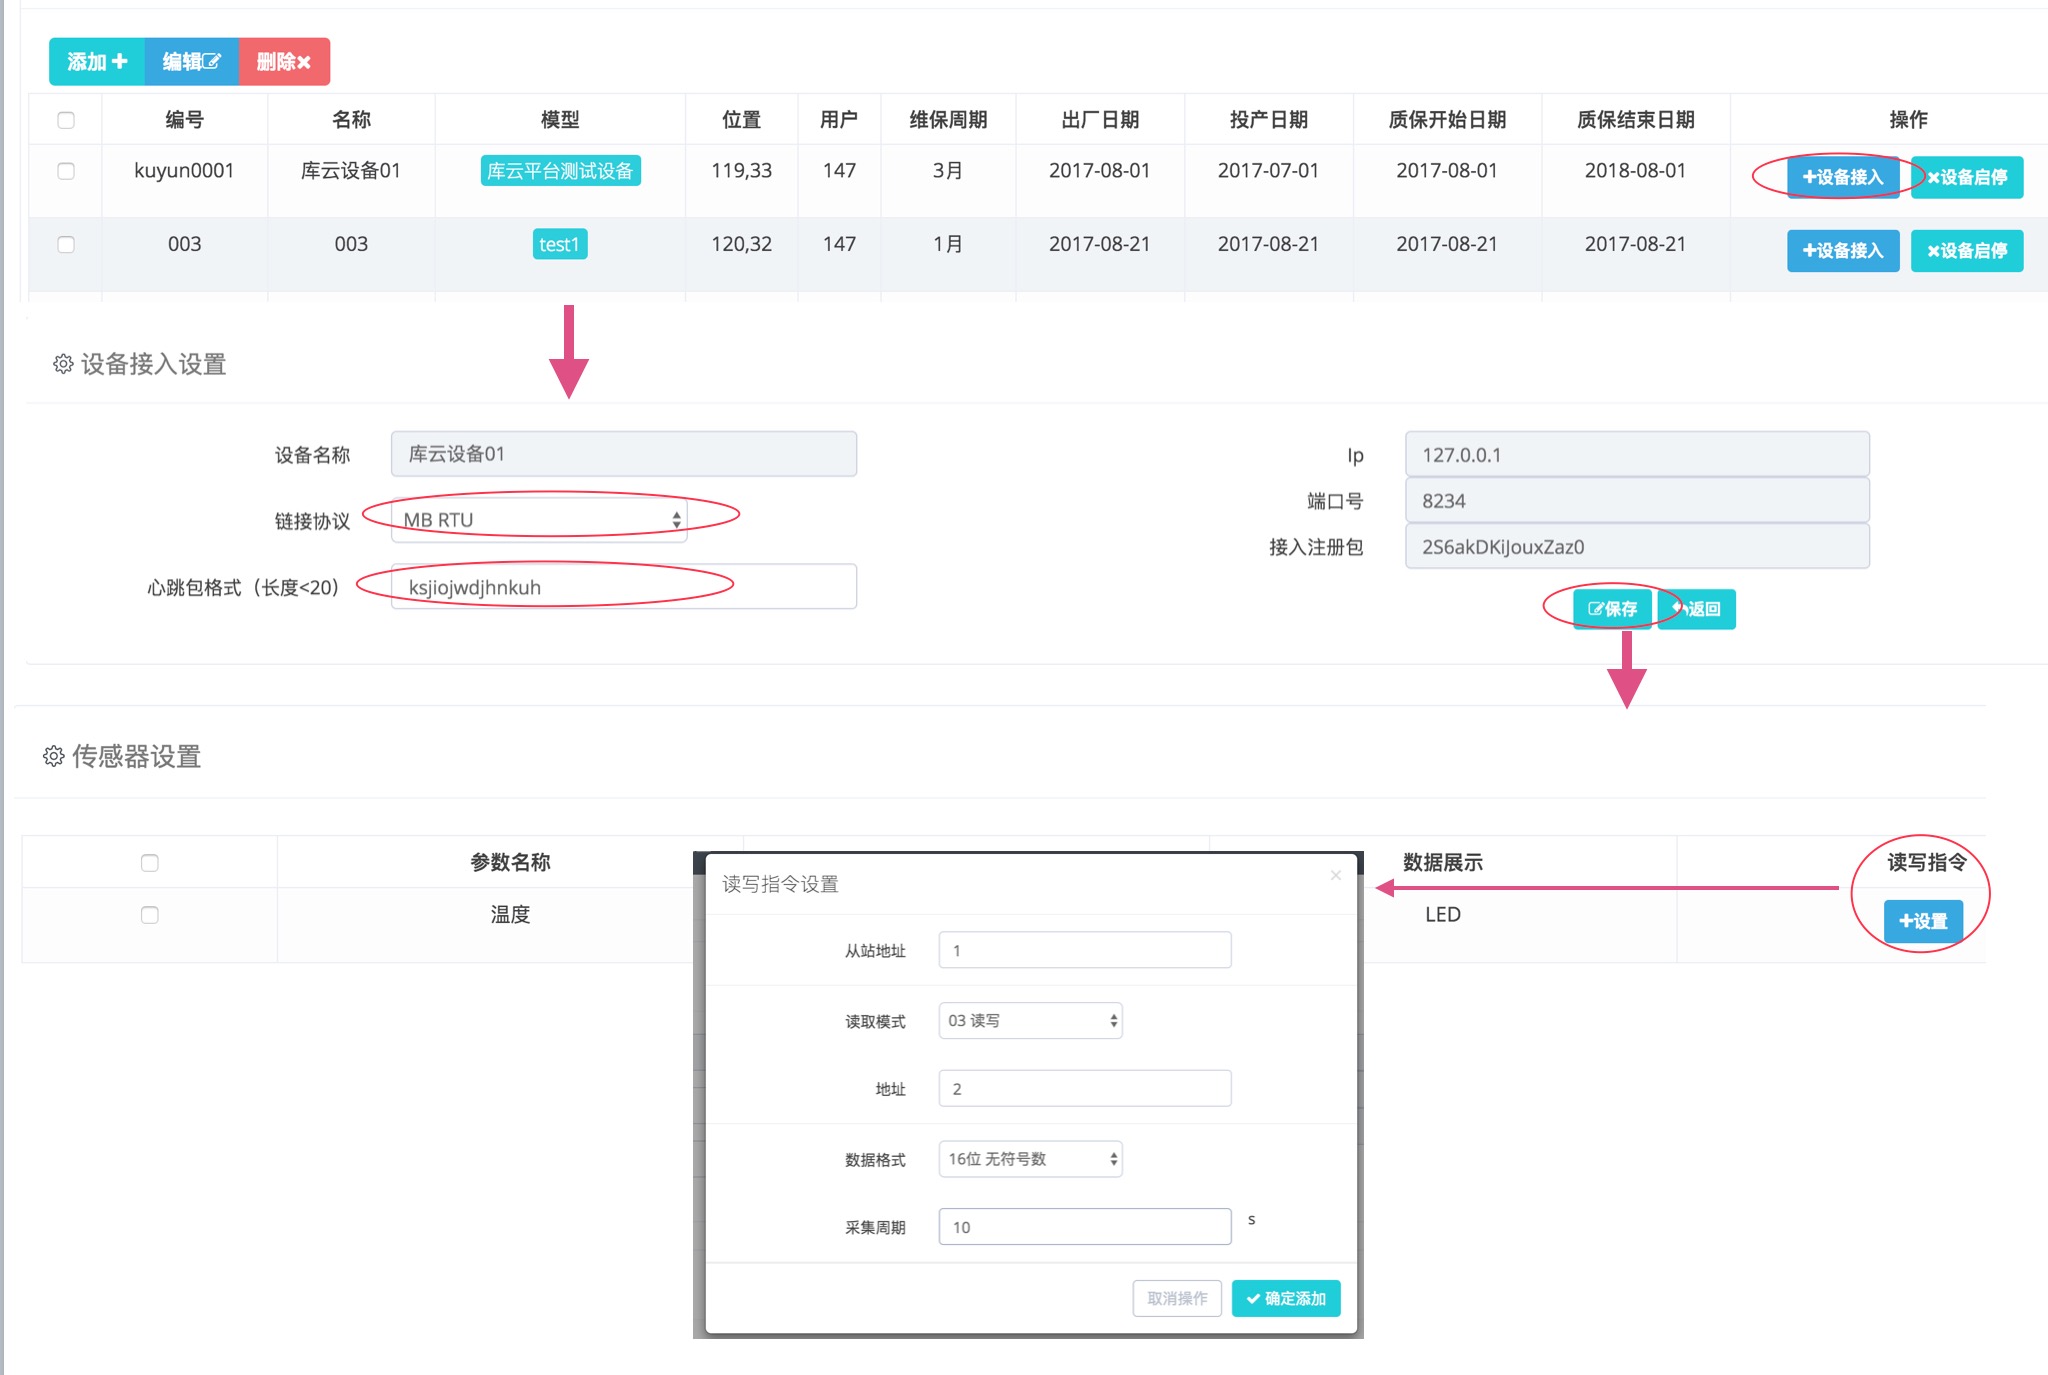 添加 编辑 删除
编号 名称 模型 位置 用户 维保周期 出厂日期 投产日期 质保开始日期 质保结束日期 操作
kuyun0001 库云设备01 库云平台测试设备 119,33 147 3月 2017-08-01 2017-07-01 2017-08-01 2018-08-01 设备接入 设备启停
003 003 test1 120,32 147 1月 2017-08-21 2017-08-21 2017-08-21 2017-08-21 设备接入 设备启停
设备接入设置
设备名称 库云设备01 Ip 127.0.0.1
端口号 8234
链接协议 MB RTU
接入注册包 2S6akDKiJouxZaz0
心跳包格式（长度<20） ksjiojwdjhnkuh
保存 返回
传感器设置
参数名称 数据展示 读写指令
温度 LED 设置
读写指令设置 ×
从站地址 1
读取模式 03 读写
地址 2
数据格式 16位 无符号数
采集周期 10 s
取消操作 确定添加